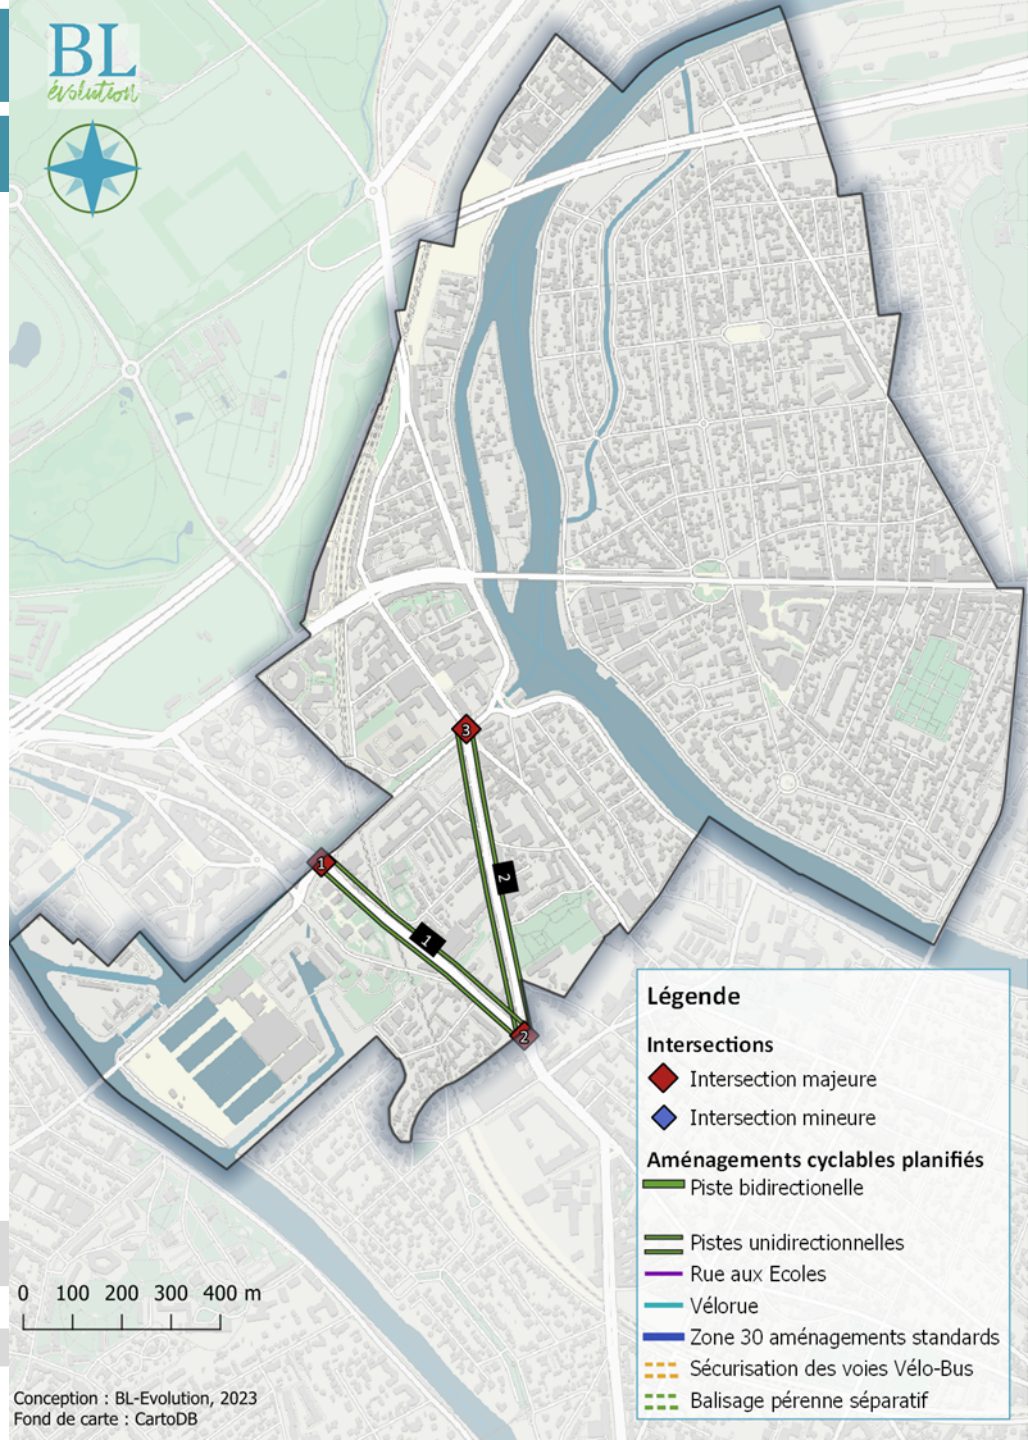 BL
évolution
3
1
2
1
2
Légende
Intersections
Intersection majeure
Intersection mineure
Aménagements cyclables planifiés
Piste bidirectionelle
Pistes unidirectionnelles
Rue aux Ecoles
Vélorue
Zone 30 aménagements standards
Sécurisation des voies Vélo-Bus
Balisage pérenne séparatif
0 100 200 300 400 m
Conception : BL-Evolution, 2023
Fond de carte : CartoDB